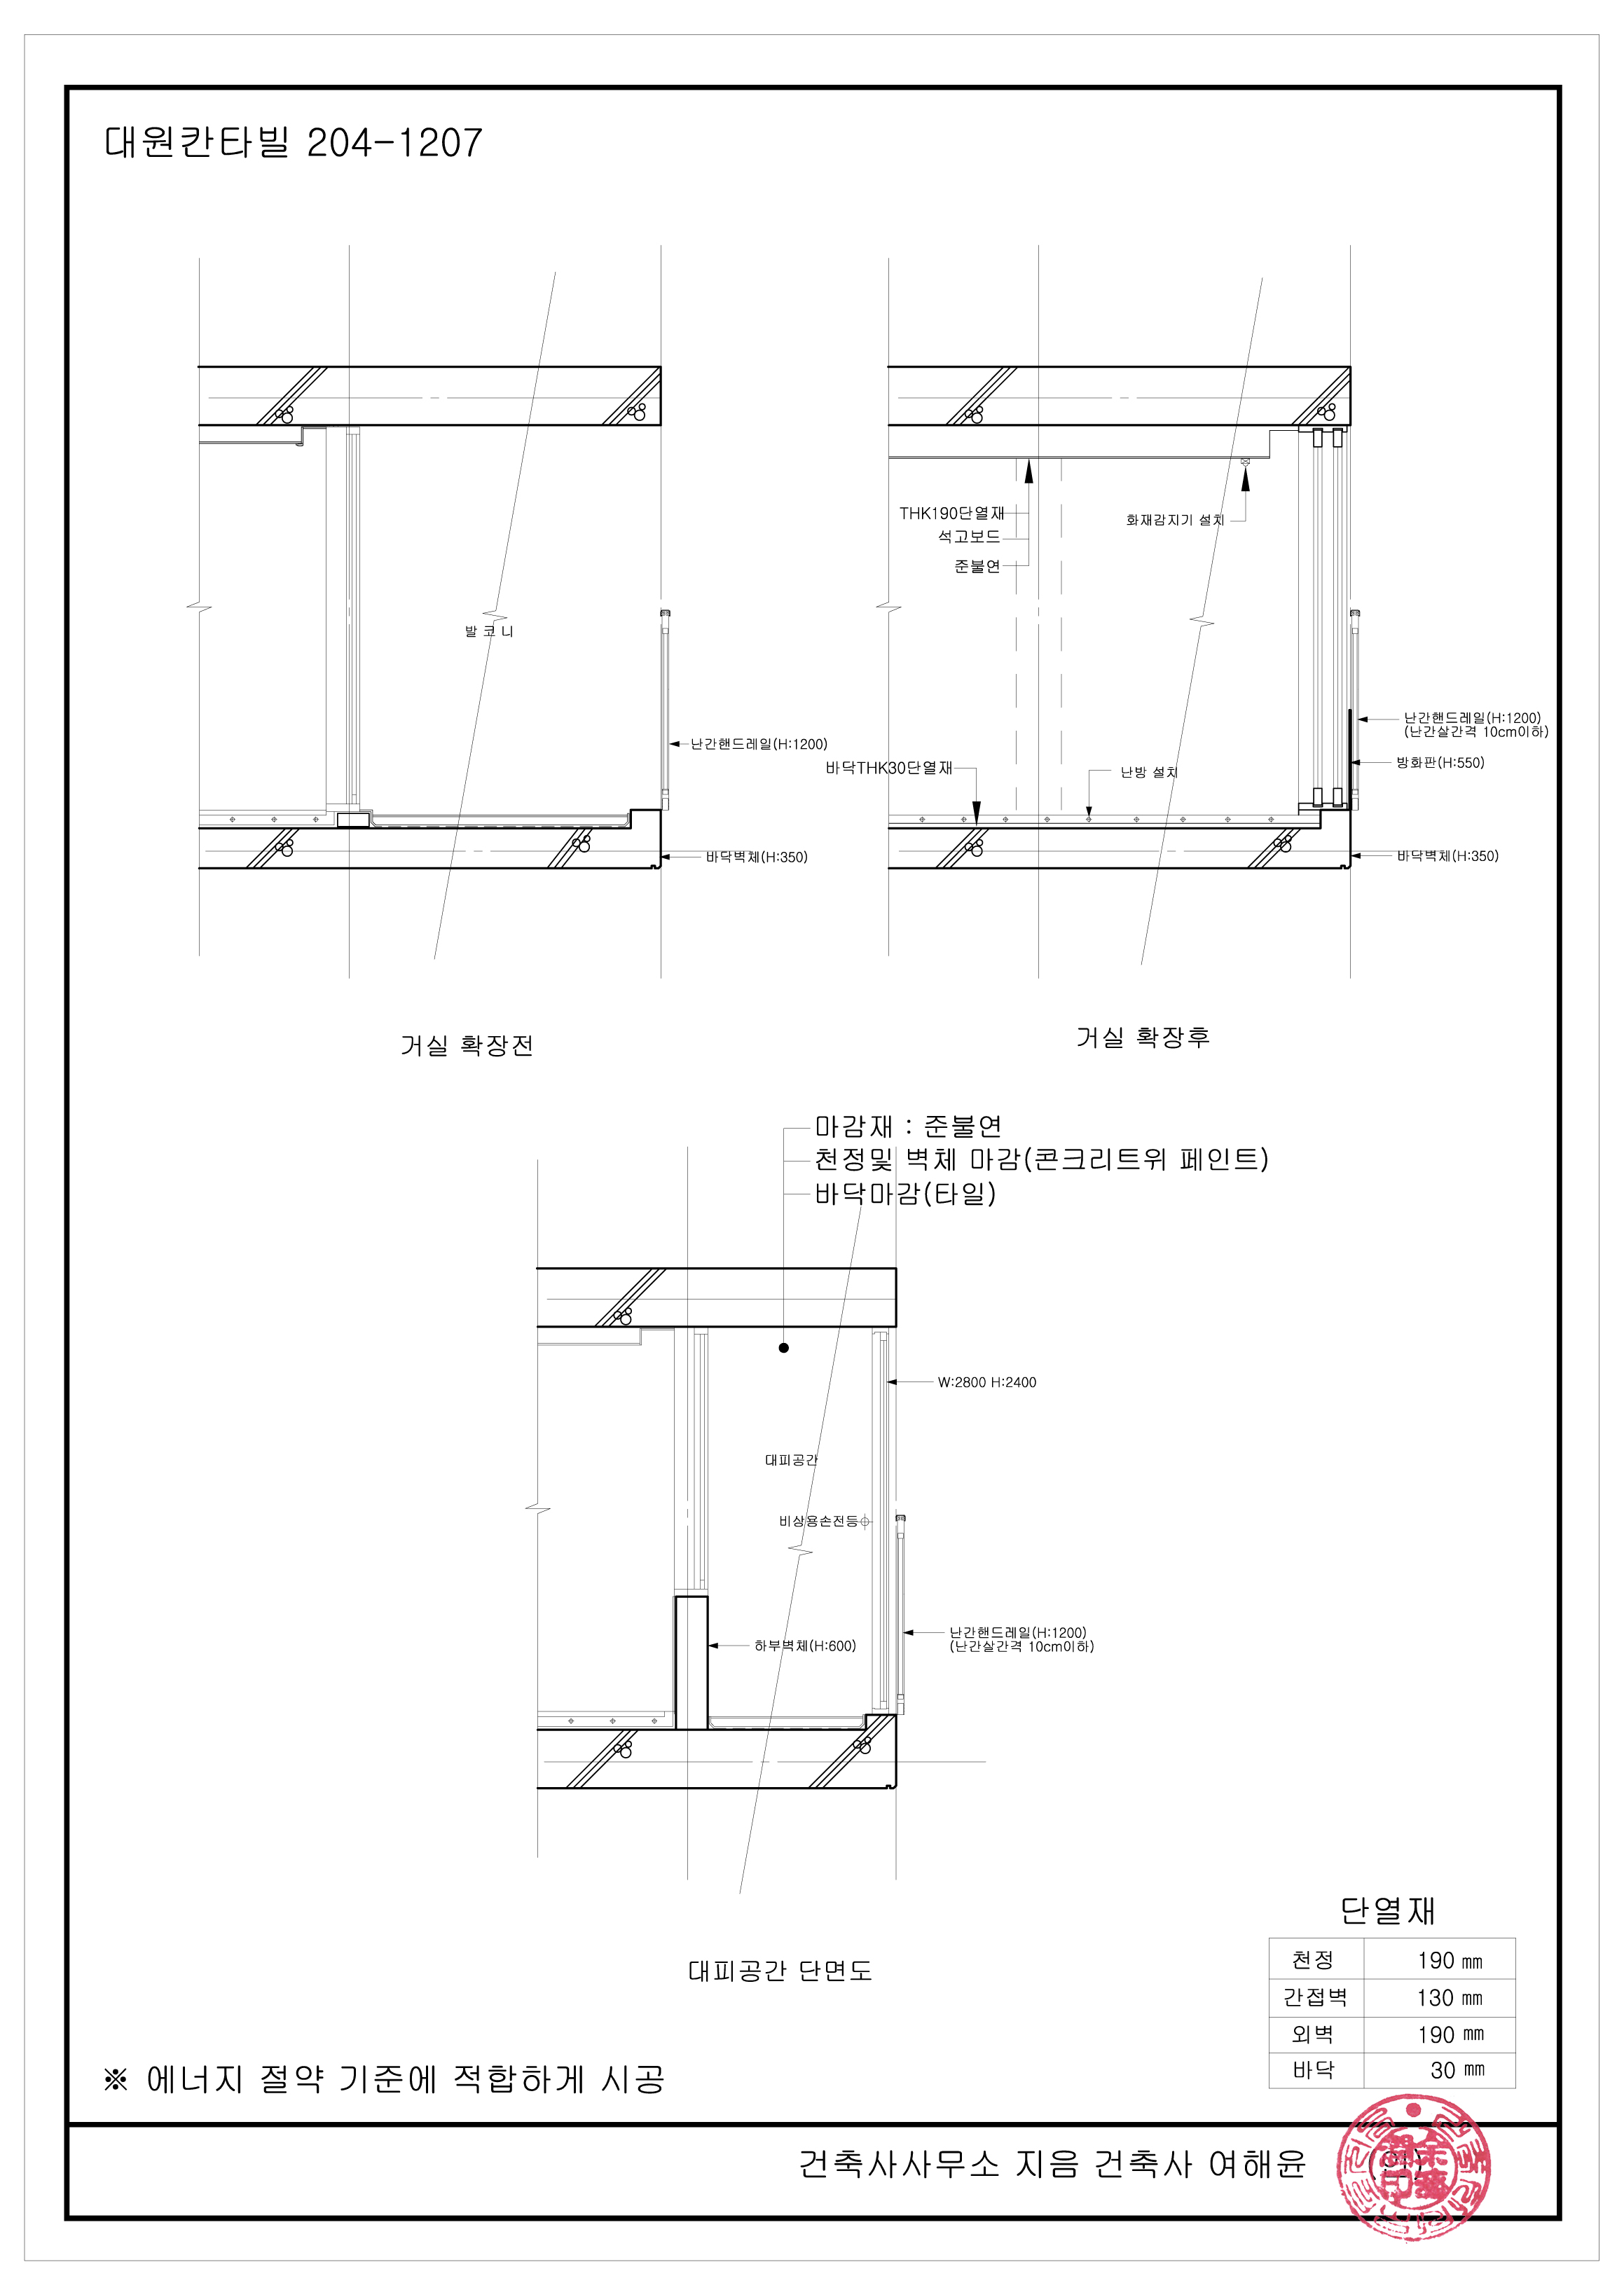 대원칸타빌 204-1207
THK190단열재
석고보드
준불연
화재감지기 설치
발 코 니
난간핸드레일(H:1200)
바닥벽체(H:350)
난간핸드레일(H:1200)
(난간살간격 10cm이하)
방화판(H:550)
바닥THK30단열재
난방 설치
바닥벽체(H:350)
거실 확장전
거실 확장후
마감재 : 준불연
천정및 벽체 마감(콘크리트위 페인트)
바닥마감(타일)
W:2800 H:2400
대피공간
비상용손전등
하부벽체(H:600)
난간핸드레일(H:1200)
(난간살간격 10cm이하)
대피공간 단면도
단열재
천정 190 ㎜
간접벽 130 ㎜
외벽 190 ㎜
바닥 30 ㎜
※ 에너지 절약 기준에 적합하게 시공
건축사사무소 지음 건축사 여해윤 (인)